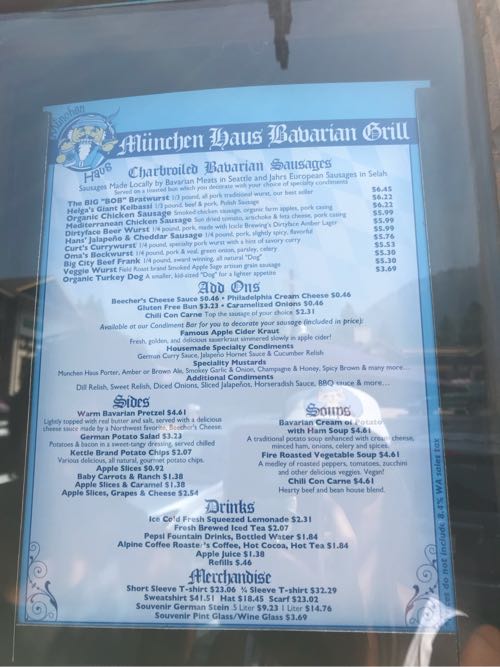 München
Haus
München Haus Bavarian Grill
Charbroiled Bavarian Sausages
Sausages Made Locally by Bavarian Meats in Seattle and Jahrs European Sausages in Selah
Served on a toasted bun which you decorate with your choice of specialty condiments
The BIG "BOB" Bratwurst 1/3 pound, all pork traditional wurst, our best seller $6.45
Helga's Giant Kelbassi 1/3 pound, beef & pork, Polish Sausage $6.22
Organic Chicken Sausage Smoked chicken sausage, organic farm apples, pork casing $6.22
Mediterranean Chicken Sausage Sun dried tomato, artichoke & feta cheese, pork casing $5.99
Dirtyface Beer Wurst 1/4 pound, pork, made with Icicle Brewing's Dirtyface Amber Lager $5.99
Hans' Jalapeño & Cheddar Sausage 1/4 pound, pork, slightly spicy, flavorful $5.99
Curt's Currywurst 1/4 pound, specialty pork wurst with a hint of savory curry $5.76
Oma's Bockwurst 1/4 pound, pork & veal, green onion, parsley, celery $5.53
Big City Beef Frank 1/4 pound, award winning, all natural "Dog" $5.30
Veggie Wurst Field Roast brand Smoked Apple Sage artisan grain sausage $5.30
Organic Turkey Dog A smaller, kid-sized "Dog" for a lighter appetite $3.69
Add Ons
Beecher's Cheese Sauce $0.46 • Philadelphia Cream Cheese $0.46
Gluten Free Bun $3.23 • Caramelized Onions $0.46
Chili Con Carne Top the sausage of your choice $2.31
Available at our Condiment Bar for you to decorate your sausage (included in price):
Famous Apple Cider Kraut
Fresh, golden, and delicious sauerkraut simmered slowly in apple cider!
Housemade Specialty Condiments
German Curry Sauce, Jalapeño Hornet Sauce & Cucumber Relish
Speciality Mustards
Munchen Haus Porter, Amber or Brown Ale, Smokey Garlic & Onion, Champagne & Honey, Spicy Brown & many more...
Additional Condiments
Dill Relish, Sweet Relish, Diced Onions, Sliced Jalapeños, Horseradish Sauce, BBQ sauce & more...
Sides
Warm Bavarian Pretzel $4.61
Lightly topped with real butter and salt, served with a delicious
cheese sauce made by a Northwest favorite, Beecher's Cheese.
German Potato Salad $3.23
Potatoes & bacon in a sweet-tangy dressing, served chilled
Kettle Brand Potato Chips $2.07
Various delicious, all natural, gourmet potato chips.
Apple Slices $0.92
Baby Carrots & Ranch $1.38
Apple Slices & Caramel $1.38
Apple Slices, Grapes & Cheese $2.54
Soups
Bavarian Cream of Potato
with Ham Soup $4.61
A traditional potato soup enhanced with cream cheese,
minced ham, onions, celery and spices.
Fire Roasted Vegetable Soup $4.61
A medley of roasted peppers, tomatoes, zucchini
and other delicious veggies. Vegan!
Chili Con Carne $4.61
Hearty beef and bean house blend.
Drinks
Ice Cold Fresh Squeezed Lemonade $2.31
Fresh Brewed Iced Tea $2.07
Pepsi Fountain Drinks, Bottled Water $1.84
Alpine Coffee Roaster's Coffee, Hot Cocoa, Hot Tea $1.84
Apple Juice $1.38
Refills $.46
Merchandise
Short Sleeve T-shirt $23.06 ¾ Sleeve T-shirt $32.29
Sweatshirt $41.51 Hat $18.45 Scarf $23.02
Souvenir German Stein .5 Liter $9.23 1 Liter $14.76
Souvenir Pint Glass/Wine Glass $3.69
do not include 8.4% WA sales tax